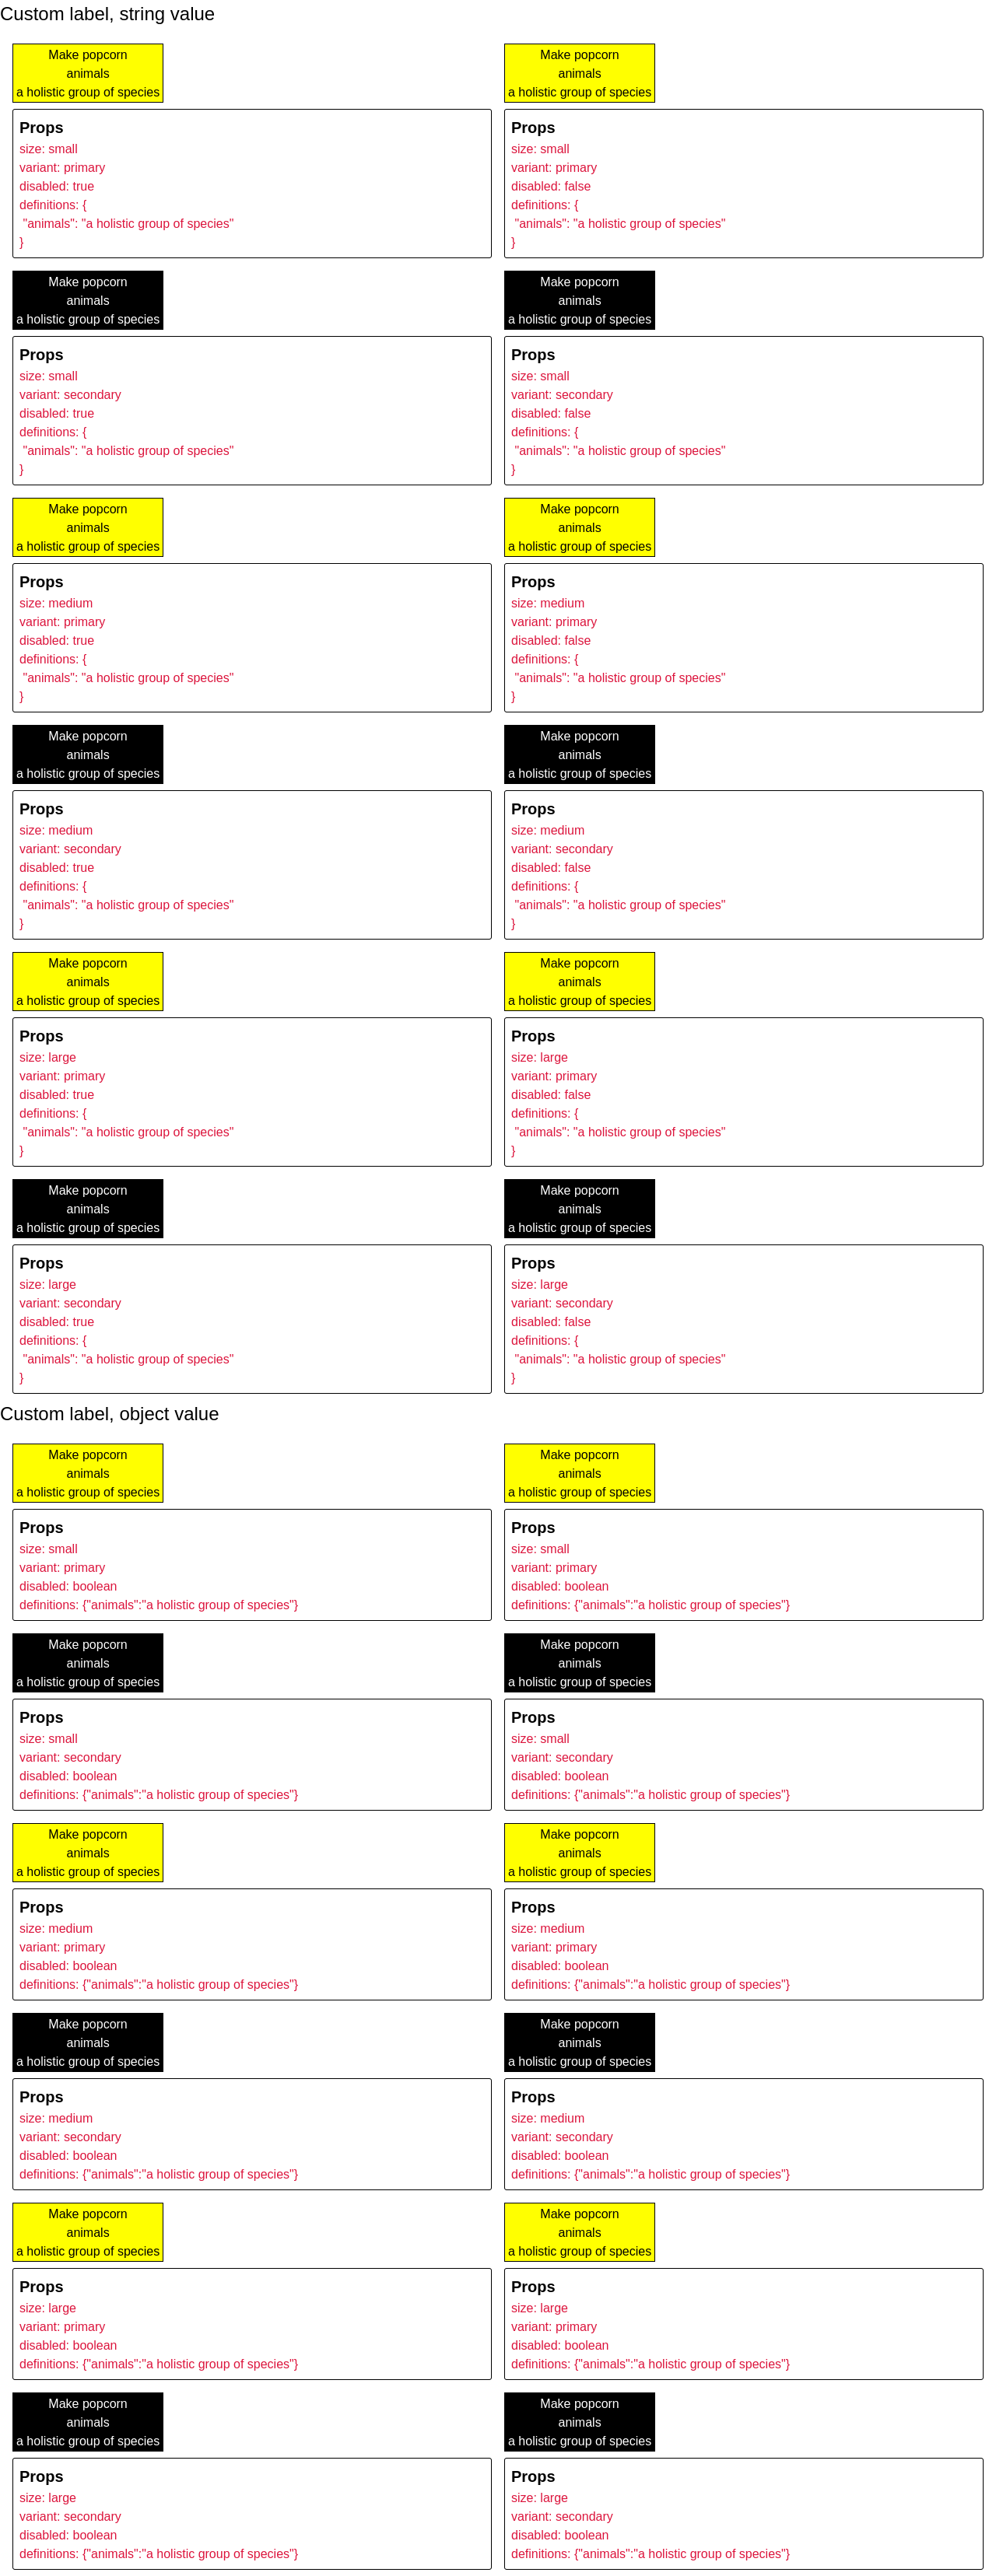 Custom label, string value
Make popcorn
animals
a holistic group of species
Props
size: small
variant: primary
disabled: true
definitions: {
"animals": "a holistic group of species"
}
Make popcorn
animals
a holistic group of species
Props
size: small
variant: primary
disabled: false
definitions: {
"animals": "a holistic group of species"
}
Make popcorn
animals
a holistic group of species
Props
size: small
variant: secondary
disabled: true
definitions: {
"animals": "a holistic group of species"
}
Make popcorn
animals
a holistic group of species
Props
size: small
variant: secondary
disabled: false
definitions: {
"animals": "a holistic group of species"
}
Make popcorn
animals
a holistic group of species
Props
size: medium
variant: primary
disabled: true
definitions: {
"animals": "a holistic group of species"
}
Make popcorn
animals
a holistic group of species
Props
size: medium
variant: primary
disabled: false
definitions: {
"animals": "a holistic group of species"
}
Make popcorn
animals
a holistic group of species
Props
size: medium
variant: secondary
disabled: true
definitions: {
"animals": "a holistic group of species"
}
Make popcorn
animals
a holistic group of species
Props
size: medium
variant: secondary
disabled: false
definitions: {
"animals": "a holistic group of species"
}
Make popcorn
animals
a holistic group of species
Props
size: large
variant: primary
disabled: true
definitions: {
"animals": "a holistic group of species"
}
Make popcorn
animals
a holistic group of species
Props
size: large
variant: primary
disabled: false
definitions: {
"animals": "a holistic group of species"
}
Make popcorn
animals
a holistic group of species
Props
size: large
variant: secondary
disabled: true
definitions: {
"animals": "a holistic group of species"
}
Make popcorn
animals
a holistic group of species
Props
size: large
variant: secondary
disabled: false
definitions: {
"animals": "a holistic group of species"
}
Custom label, object value
Make popcorn
animals
a holistic group of species
Props
size: small
variant: primary
disabled: boolean
definitions: {"animals":"a holistic group of species"}
Make popcorn
animals
a holistic group of species
Props
size: small
variant: primary
disabled: boolean
definitions: {"animals":"a holistic group of species"}
Make popcorn
animals
a holistic group of species
Props
size: small
variant: secondary
disabled: boolean
definitions: {"animals":"a holistic group of species"}
Make popcorn
animals
a holistic group of species
Props
size: small
variant: secondary
disabled: boolean
definitions: {"animals":"a holistic group of species"}
Make popcorn
animals
a holistic group of species
Props
size: medium
variant: primary
disabled: boolean
definitions: {"animals":"a holistic group of species"}
Make popcorn
animals
a holistic group of species
Props
size: medium
variant: primary
disabled: boolean
definitions: {"animals":"a holistic group of species"}
Make popcorn
animals
a holistic group of species
Props
size: medium
variant: secondary
disabled: boolean
definitions: {"animals":"a holistic group of species"}
Make popcorn
animals
a holistic group of species
Props
size: medium
variant: secondary
disabled: boolean
definitions: {"animals":"a holistic group of species"}
Make popcorn
animals
a holistic group of species
Props
size: large
variant: primary
disabled: boolean
definitions: {"animals":"a holistic group of species"}
Make popcorn
animals
a holistic group of species
Props
size: large
variant: primary
disabled: boolean
definitions: {"animals":"a holistic group of species"}
Make popcorn
animals
a holistic group of species
Props
size: large
variant: secondary
disabled: boolean
definitions: {"animals":"a holistic group of species"}
Make popcorn
animals
a holistic group of species
Props
size: large
variant: secondary
disabled: boolean
definitions: {"animals":"a holistic group of species"}